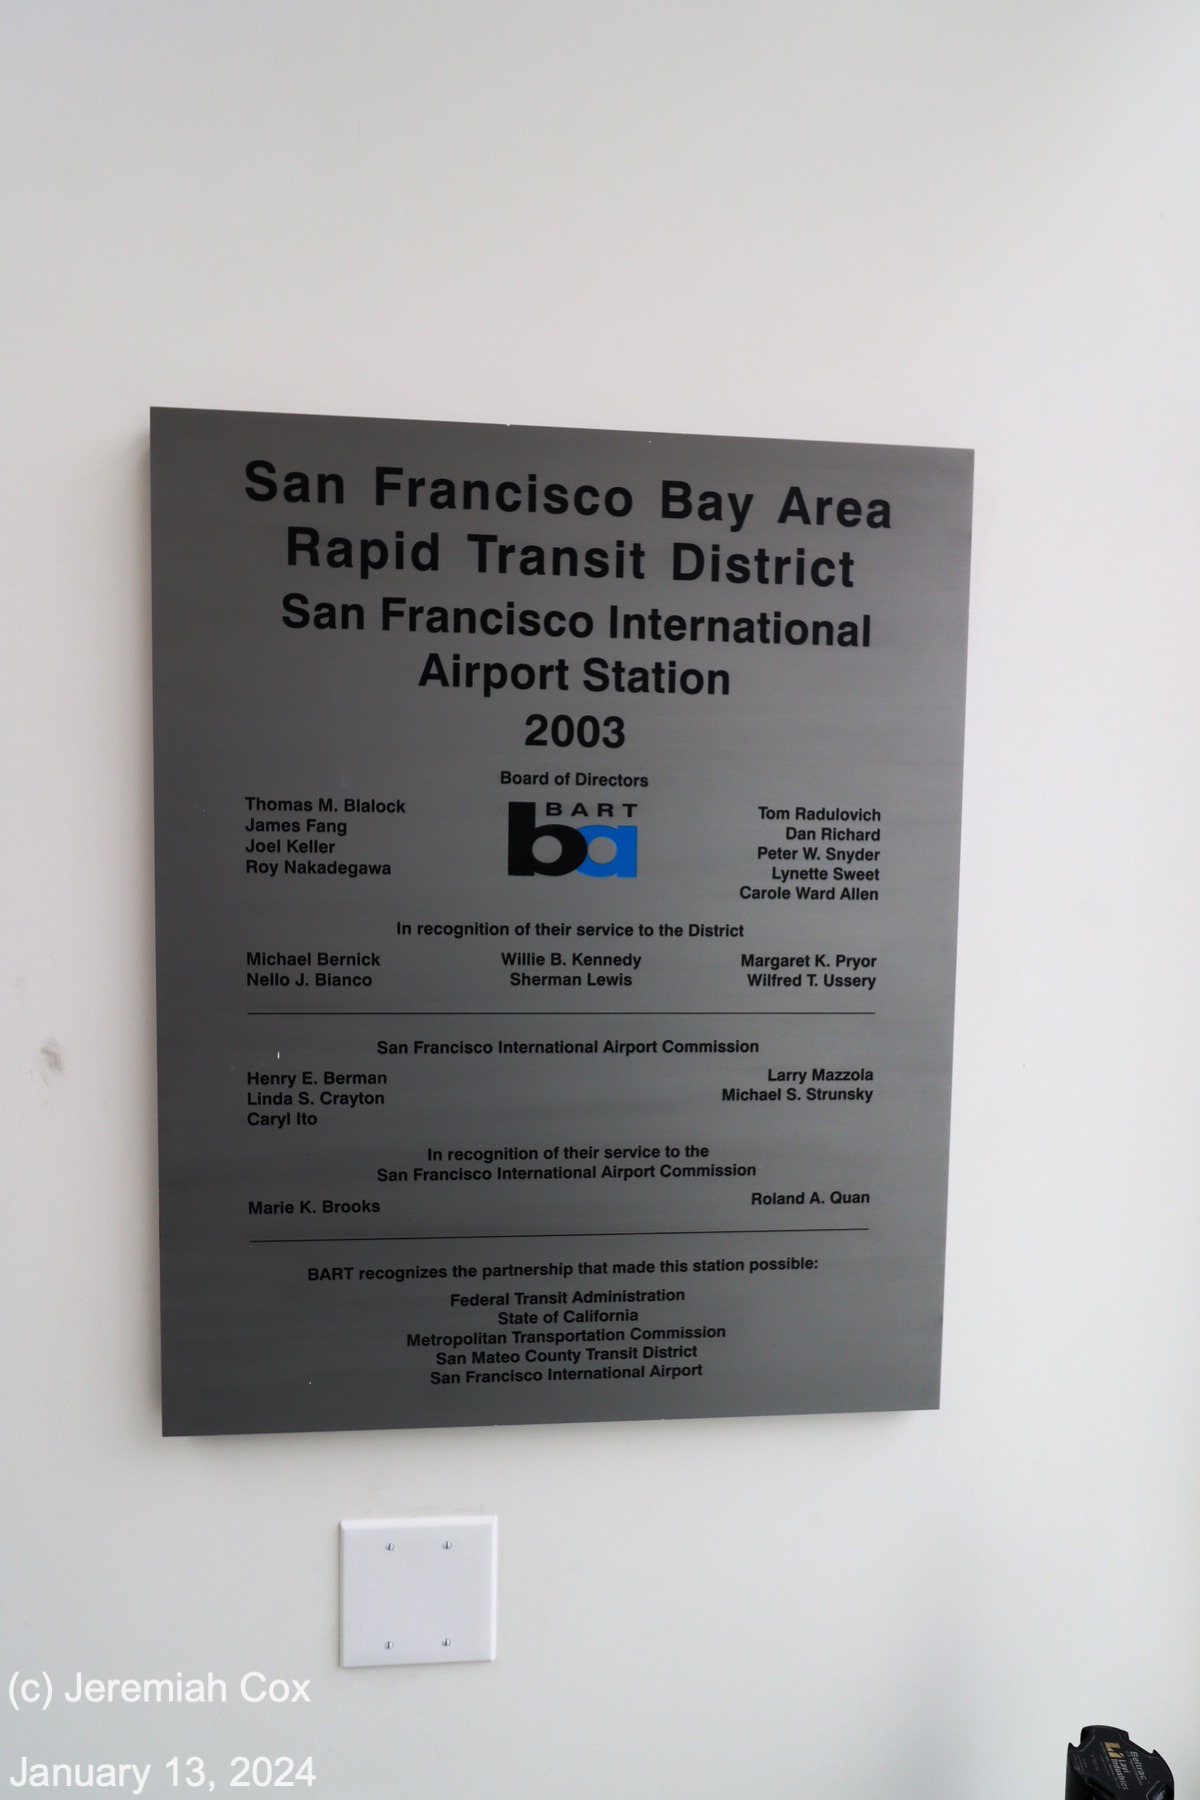 San Francisco Bay Area
Rapid Transit District
San Francisco International
Airport Station
2003
Board of Directors
Thomas M. Blalock
James Fang
Joel Keller
Roy Nakadegawa
BART
ba
Tom Radulovich
Dan Richard
Peter W. Snyder
Lynette Sweet
Carole Ward Allen
In recognition of their service to the District
Michael Bernick
Nello J. Bianco
Willie B. Kennedy
Sherman Lewis
Margaret K. Pryor
Wilfred T. Ussery
San Francisco International Airport Commission
Henry E. Berman
Linda S. Crayton
Caryl Ito
Larry Mazzola
Michael S. Strunsky
In recognition of their service to the
San Francisco International Airport Commission
Marie K. Brooks
Roland A. Quan
BART recognizes the partnership that made this station possible:
Federal Transit Administration
State of California
Metropolitan Transportation Commission
San Mateo County Transit District
San Francisco International Airport
(c) Jeremiah Cox
January 13, 2024
Beltrac
Lavi
Industries